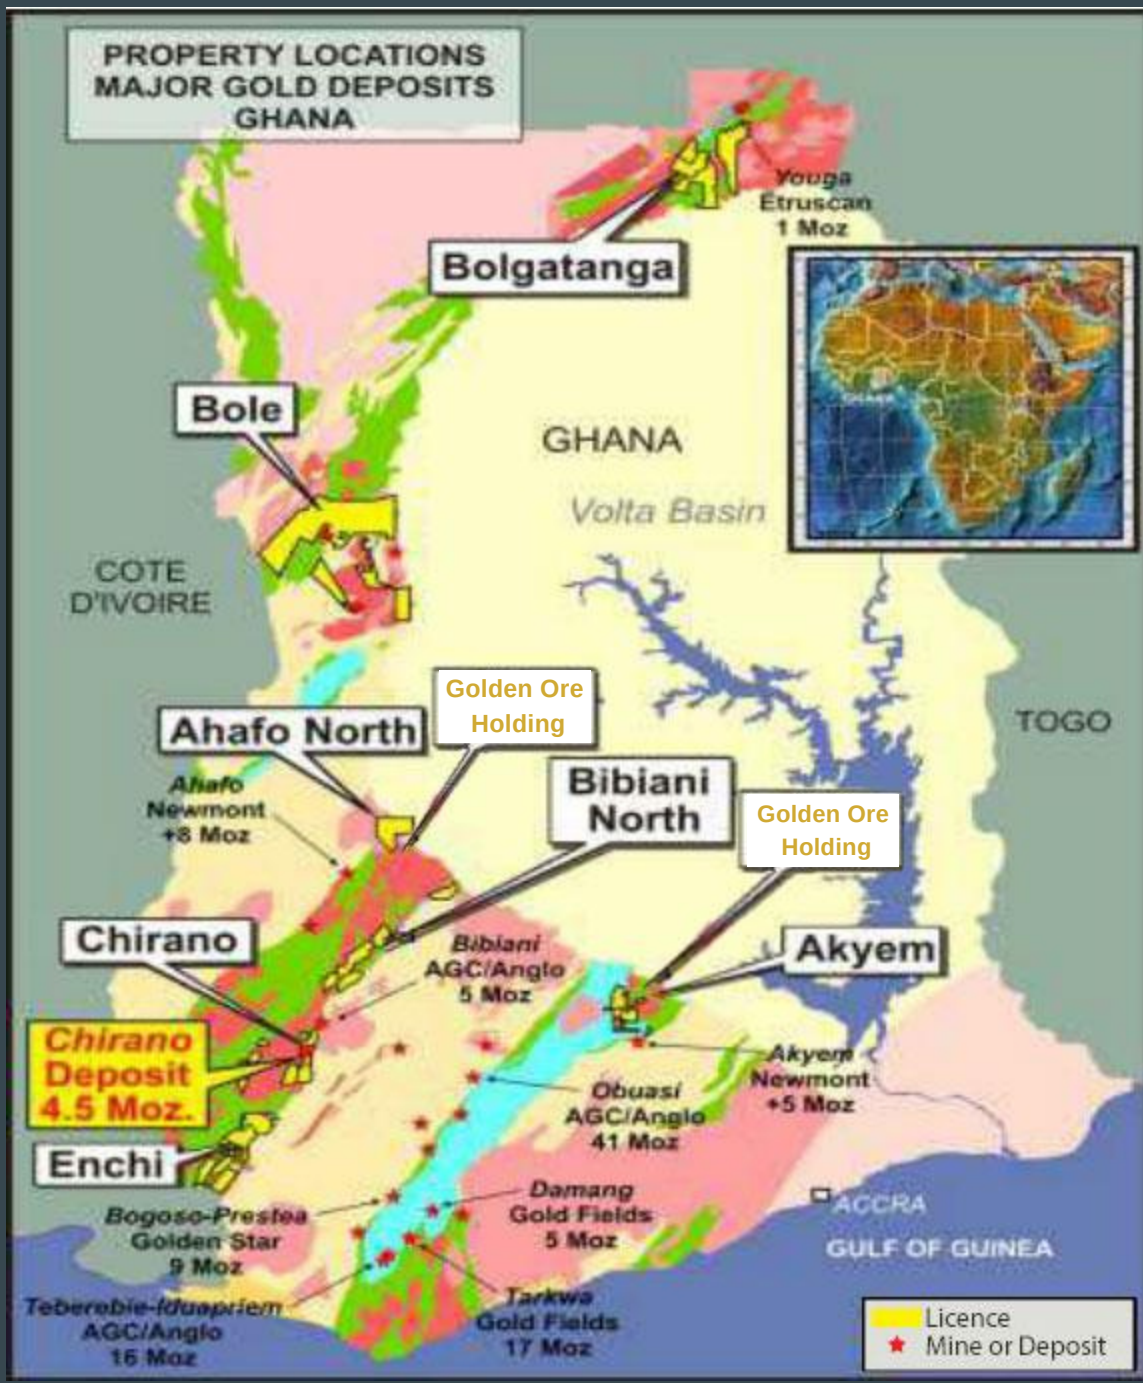 PROPERTY LOCATIONS
MAJOR GOLD DEPOSITS
GHANA
Youga
Etruscan
1 Moz
Bolgatanga
Bole
GHANA
Volta Basin
COTE
D'IVOIRE
TOGO
Golden Ore
Holding
Ahafo North
Ahafo
Newmont
+8 Moz
Bibiani
North
Golden Ore
Holding
Chirano
Bibiani
AGC/Anglo
5 Moz
Akyem
Chirano
Deposit
4.5 Moz.
Akyem
Newmont
+5 Moz
Obuasi
AGC/Anglo
41 Moz
Enchi
Damang
Gold Fields
5 Moz
Bogoso-Prestea
Golden Star
9 Moz
ACCRA
GULF OF GUINEA
Teberebie-Iduapriem
AGC/Anglo
16 Moz
Tarkwa
Gold Fields
17 Moz
Licence
Mine or Deposit